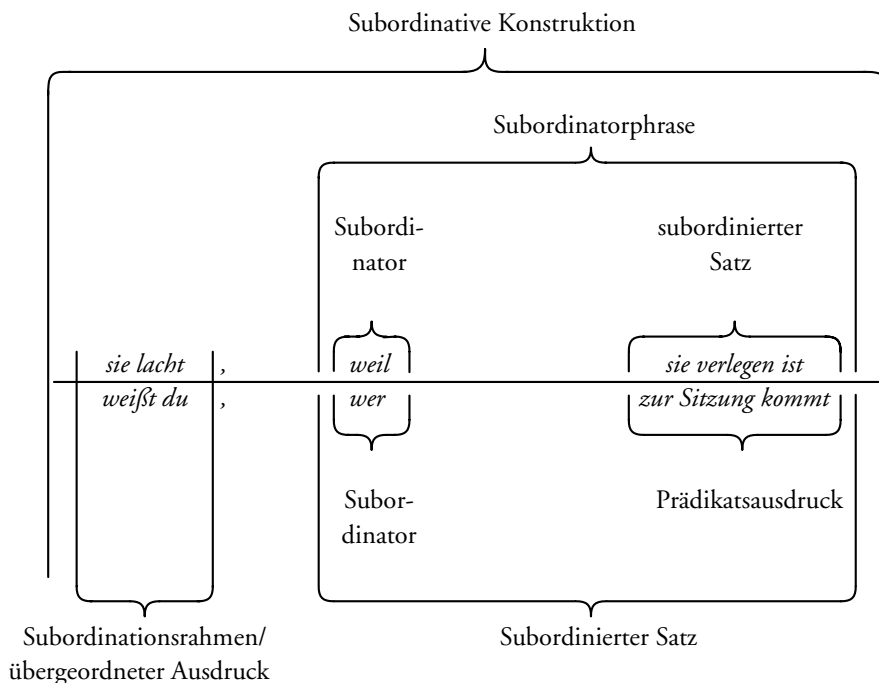 Subordinative Konstruktion
Subordinatorphrase
Subordi-
nator
subordinierter
Satz
sie lacht , weil sie verlegen ist
weißt du , wer zur Sitzung kommt
Subor-
dinator
Prädikatsausdruck
Subordinationsrahmen/
übergeordneter Ausdruck
Subordinierter Satz